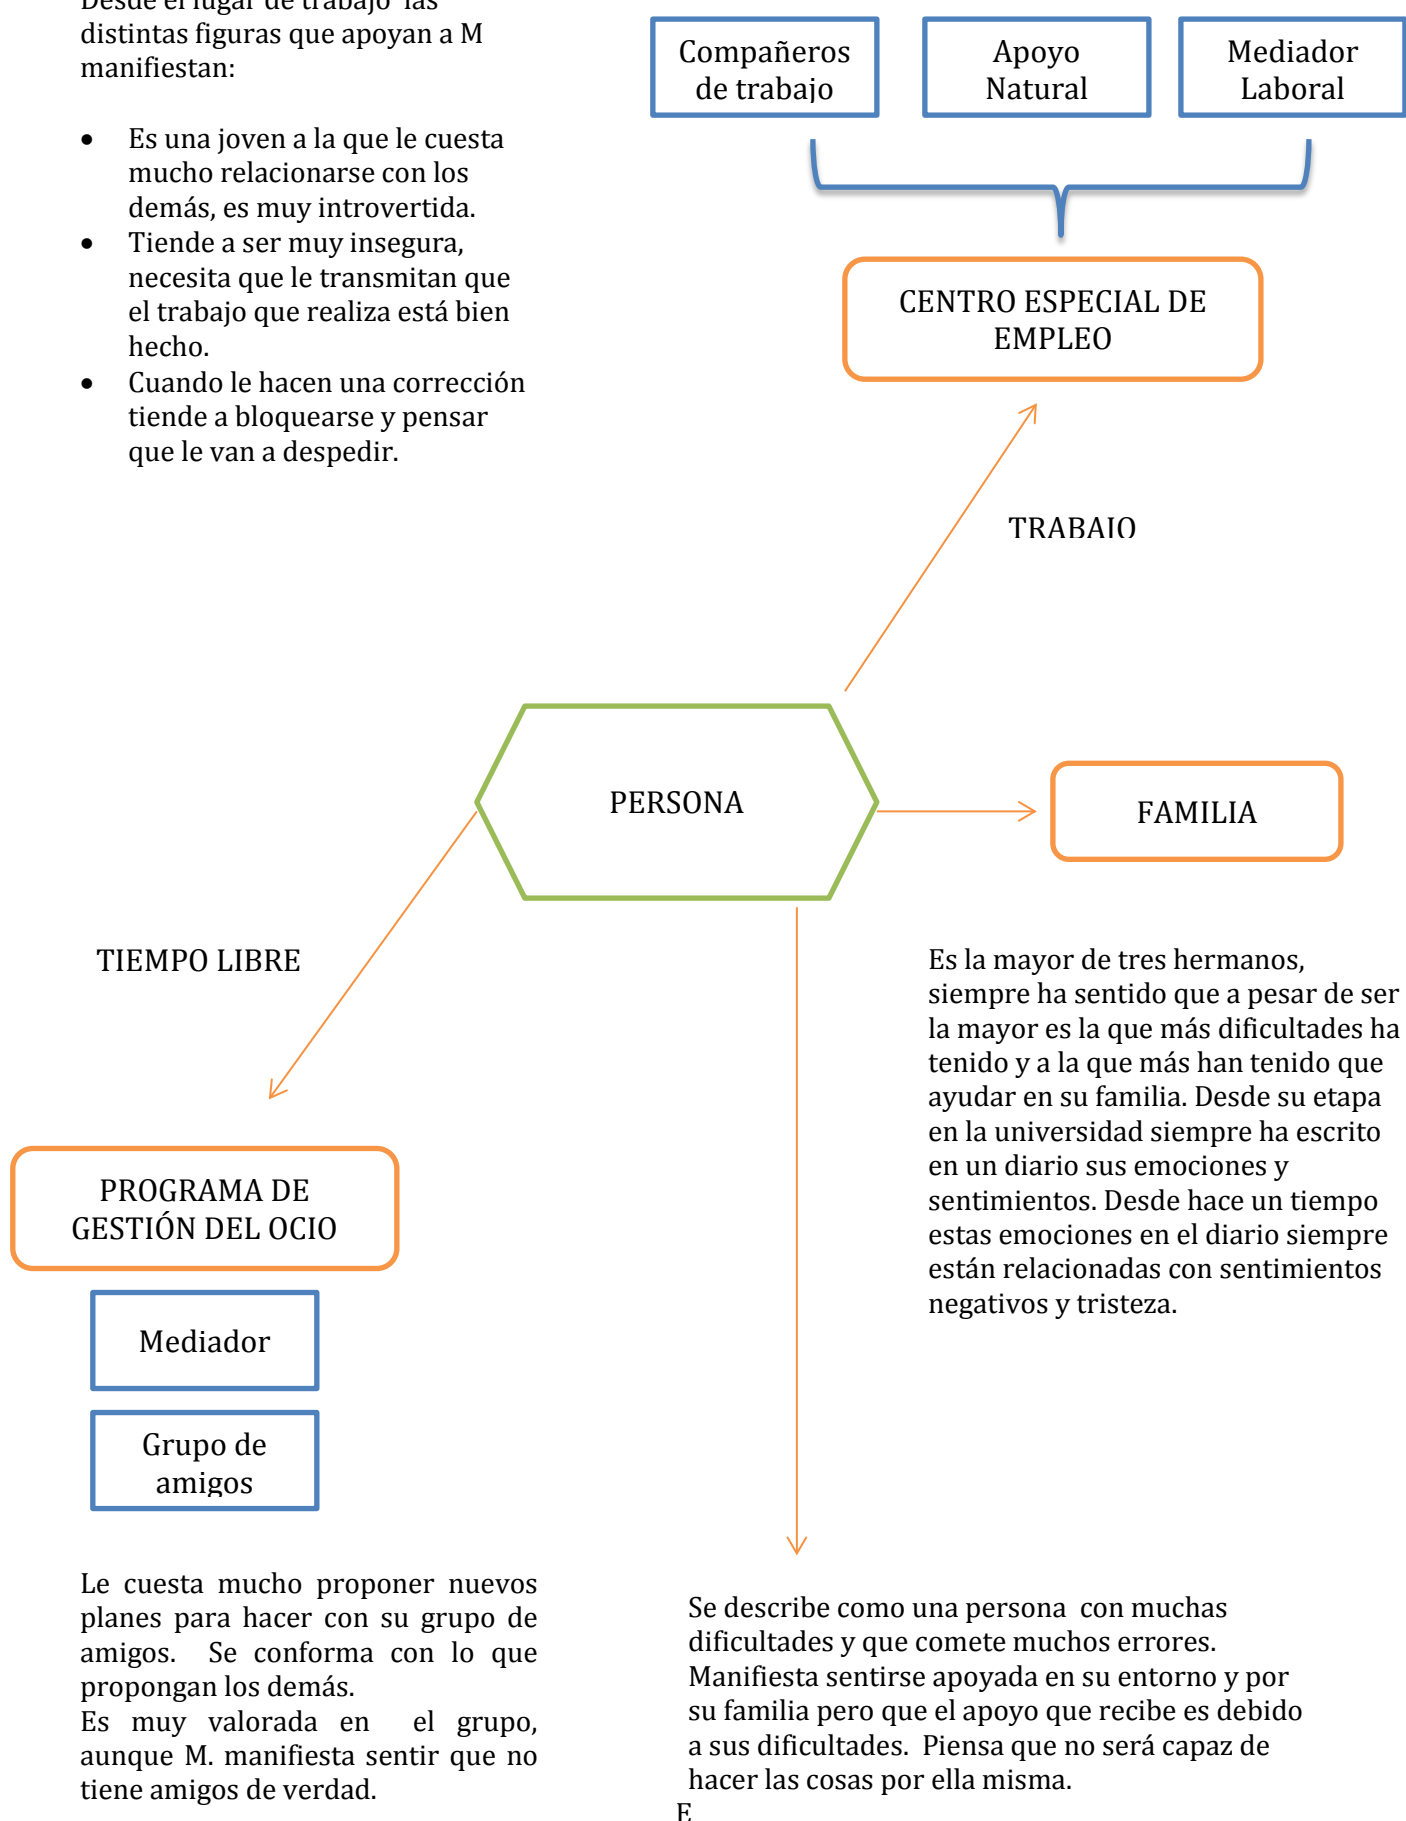 Desde el lugar de trabajo las
distintas figuras que apoyan a M
manifiestan:
• Es una joven a la que le cuesta
mucho relacionarse con los
demás, es muy introvertida.
• Tiende a ser muy insegura,
necesita que le transmitan que
el trabajo que realiza está bien
hecho.
• Cuando le hacen una corrección
tiende a bloquearse y pensar
que le van a despedir.
Compañeros
de trabajo
Apoyo
Natural
Mediador
Laboral
CENTRO ESPECIAL DE
EMPLEO
TRABAJO
PERSONA
FAMILIA
TIEMPO LIBRE
Es la mayor de tres hermanos,
siempre ha sentido que a pesar de ser
la mayor es la que más dificultades ha
tenido y a la que más han tenido que
ayudar en su familia. Desde su etapa
en la universidad siempre ha escrito
en un diario sus emociones y
sentimientos. Desde hace un tiempo
estas emociones en el diario siempre
están relacionadas con sentimientos
negativos y tristeza.
PROGRAMA DE
GESTIÓN DEL OCIO
Mediador
Grupo de
amigos
Le cuesta mucho proponer nuevos
planes para hacer con su grupo de
amigos. Se conforma con lo que
propongan los demás.
Es muy valorada en el grupo,
aunque M. manifiesta sentir que no
tiene amigos de verdad.
Se describe como una persona con muchas
dificultades y que comete muchos errores.
Manifiesta sentirse apoyada en su entorno y por
su familia pero que el apoyo que recibe es debido
a sus dificultades. Piensa que no será capaz de
hacer las cosas por ella misma.
E